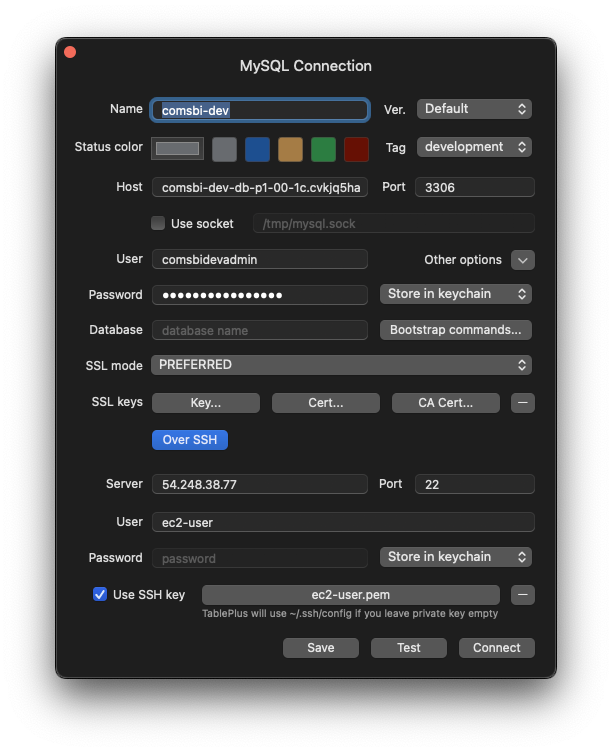 MySQL Connection
Name comsbi-dev Ver. Default
Status color Tag development
Host comsbi-dev-db-p1-00-1c.cvkjq5ha Port 3306
Use socket /tmp/mysql.sock
User comsbidevadmin Other options
Password •••••••••••••••• Store in keychain
Database database name Bootstrap commands...
SSL mode PREFERRED
SSL keys Key... Cert... CA Cert...
Over SSH
Server 54.248.38.77 Port 22
User ec2-user
Password password Store in keychain
Use SSH key ec2-user.pem
TablePlus will use ~/.ssh/config if you leave private key empty
Save Test Connect